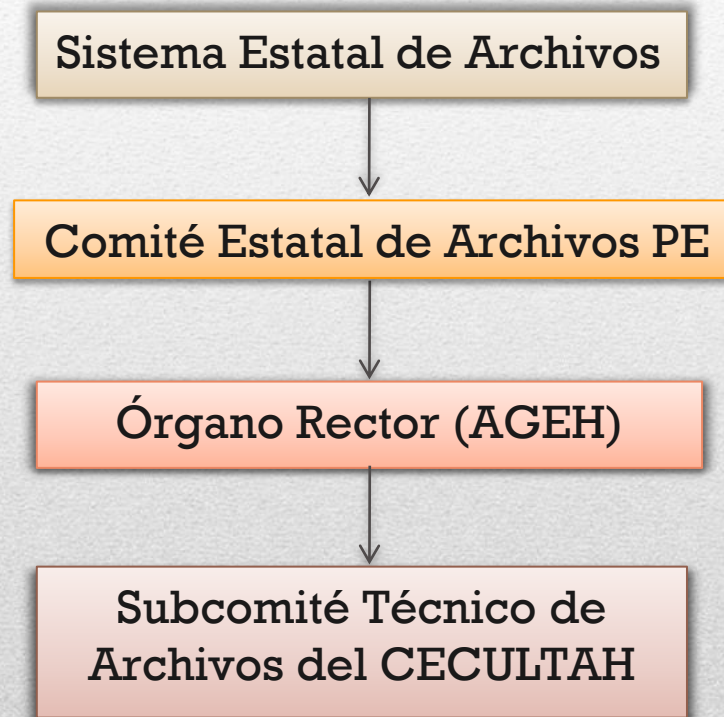 Sistema Estatal de Archivos
Comité Estatal de Archivos PE
Órgano Rector (AGEH)
Subcomité Técnico de
Archivos del CECULTAH